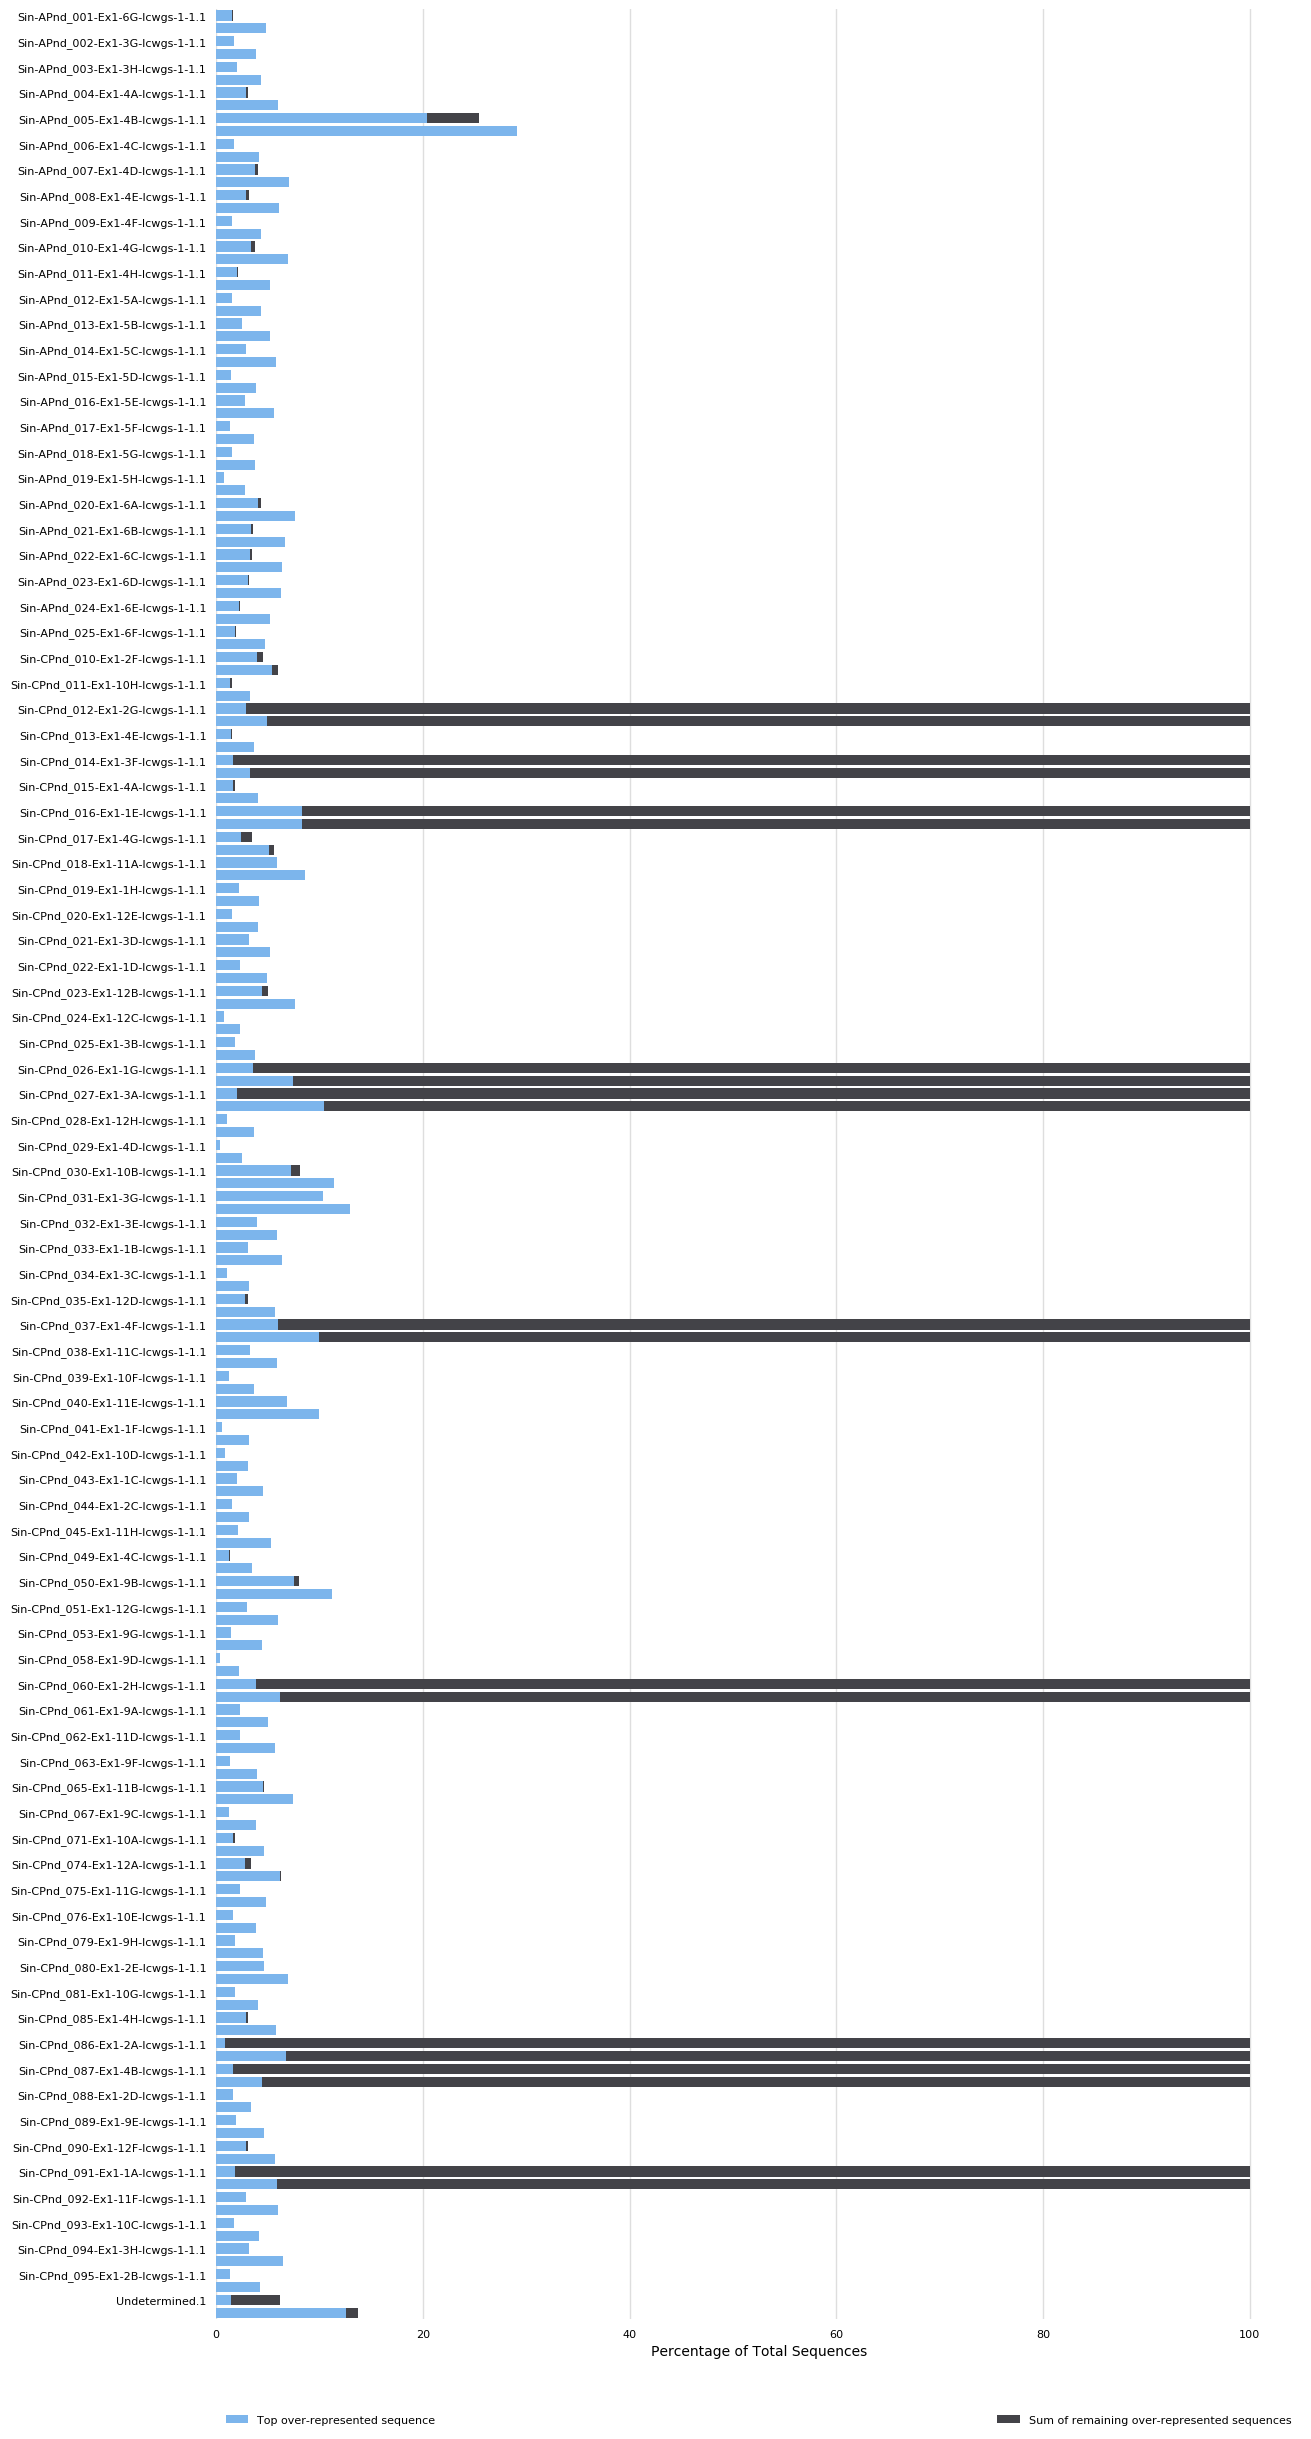 Sin-APnd_001-Ex1-6G-lcwgs-1-1.1
Sin-APnd_002-Ex1-3G-lcwgs-1-1.1
Sin-APnd_003-Ex1-3H-lcwgs-1-1.1
Sin-APnd_004-Ex1-4A-lcwgs-1-1.1
Sin-APnd_005-Ex1-4B-lcwgs-1-1.1
Sin-APnd_006-Ex1-4C-lcwgs-1-1.1
Sin-APnd_007-Ex1-4D-lcwgs-1-1.1
Sin-APnd_008-Ex1-4E-lcwgs-1-1.1
Sin-APnd_009-Ex1-4F-lcwgs-1-1.1
Sin-APnd_010-Ex1-4G-lcwgs-1-1.1
Sin-APnd_011-Ex1-4H-lcwgs-1-1.1
Sin-APnd_012-Ex1-5A-lcwgs-1-1.1
Sin-APnd_013-Ex1-5B-lcwgs-1-1.1
Sin-APnd_014-Ex1-5C-lcwgs-1-1.1
Sin-APnd_015-Ex1-5D-lcwgs-1-1.1
Sin-APnd_016-Ex1-5E-lcwgs-1-1.1
Sin-APnd_017-Ex1-5F-lcwgs-1-1.1
Sin-APnd_018-Ex1-5G-lcwgs-1-1.1
Sin-APnd_019-Ex1-5H-lcwgs-1-1.1
Sin-APnd_020-Ex1-6A-lcwgs-1-1.1
Sin-APnd_021-Ex1-6B-lcwgs-1-1.1
Sin-APnd_022-Ex1-6C-lcwgs-1-1.1
Sin-APnd_023-Ex1-6D-lcwgs-1-1.1
Sin-APnd_024-Ex1-6E-lcwgs-1-1.1
Sin-APnd_025-Ex1-6F-lcwgs-1-1.1
Sin-CPnd_010-Ex1-2F-lcwgs-1-1.1
Sin-CPnd_011-Ex1-10H-lcwgs-1-1.1
Sin-CPnd_012-Ex1-2G-lcwgs-1-1.1
Sin-CPnd_013-Ex1-4E-lcwgs-1-1.1
Sin-CPnd_014-Ex1-3F-lcwgs-1-1.1
Sin-CPnd_015-Ex1-4A-lcwgs-1-1.1
Sin-CPnd_016-Ex1-1E-lcwgs-1-1.1
Sin-CPnd_017-Ex1-4G-lcwgs-1-1.1
Sin-CPnd_018-Ex1-11A-lcwgs-1-1.1
Sin-CPnd_019-Ex1-1H-lcwgs-1-1.1
Sin-CPnd_020-Ex1-12E-lcwgs-1-1.1
Sin-CPnd_021-Ex1-3D-lcwgs-1-1.1
Sin-CPnd_022-Ex1-1D-lcwgs-1-1.1
Sin-CPnd_023-Ex1-12B-lcwgs-1-1.1
Sin-CPnd_024-Ex1-12C-lcwgs-1-1.1
Sin-CPnd_025-Ex1-3B-lcwgs-1-1.1
Sin-CPnd_026-Ex1-1G-lcwgs-1-1.1
Sin-CPnd_027-Ex1-3A-lcwgs-1-1.1
Sin-CPnd_028-Ex1-12H-lcwgs-1-1.1
Sin-CPnd_029-Ex1-4D-lcwgs-1-1.1
Sin-CPnd_030-Ex1-10B-lcwgs-1-1.1
Sin-CPnd_031-Ex1-3G-lcwgs-1-1.1
Sin-CPnd_032-Ex1-3E-lcwgs-1-1.1
Sin-CPnd_033-Ex1-1B-lcwgs-1-1.1
Sin-CPnd_034-Ex1-3C-lcwgs-1-1.1
Sin-CPnd_035-Ex1-12D-lcwgs-1-1.1
Sin-CPnd_037-Ex1-4F-lcwgs-1-1.1
Sin-CPnd_038-Ex1-11C-lcwgs-1-1.1
Sin-CPnd_039-Ex1-10F-lcwgs-1-1.1
Sin-CPnd_040-Ex1-11E-lcwgs-1-1.1
Sin-CPnd_041-Ex1-1F-lcwgs-1-1.1
Sin-CPnd_042-Ex1-10D-lcwgs-1-1.1
Sin-CPnd_043-Ex1-1C-lcwgs-1-1.1
Sin-CPnd_044-Ex1-2C-lcwgs-1-1.1
Sin-CPnd_045-Ex1-11H-lcwgs-1-1.1
Sin-CPnd_049-Ex1-4C-lcwgs-1-1.1
Sin-CPnd_050-Ex1-9B-lcwgs-1-1.1
Sin-CPnd_051-Ex1-12G-lcwgs-1-1.1
Sin-CPnd_053-Ex1-9G-lcwgs-1-1.1
Sin-CPnd_058-Ex1-9D-lcwgs-1-1.1
Sin-CPnd_060-Ex1-2H-lcwgs-1-1.1
Sin-CPnd_061-Ex1-9A-lcwgs-1-1.1
Sin-CPnd_062-Ex1-11D-lcwgs-1-1.1
Sin-CPnd_063-Ex1-9F-lcwgs-1-1.1
Sin-CPnd_065-Ex1-11B-lcwgs-1-1.1
Sin-CPnd_067-Ex1-9C-lcwgs-1-1.1
Sin-CPnd_071-Ex1-10A-lcwgs-1-1.1
Sin-CPnd_074-Ex1-12A-lcwgs-1-1.1
Sin-CPnd_075-Ex1-11G-lcwgs-1-1.1
Sin-CPnd_076-Ex1-10E-lcwgs-1-1.1
Sin-CPnd_079-Ex1-9H-lcwgs-1-1.1
Sin-CPnd_080-Ex1-2E-lcwgs-1-1.1
Sin-CPnd_081-Ex1-10G-lcwgs-1-1.1
Sin-CPnd_085-Ex1-4H-lcwgs-1-1.1
Sin-CPnd_086-Ex1-2A-lcwgs-1-1.1
Sin-CPnd_087-Ex1-4B-lcwgs-1-1.1
Sin-CPnd_088-Ex1-2D-lcwgs-1-1.1
Sin-CPnd_089-Ex1-9E-lcwgs-1-1.1
Sin-CPnd_090-Ex1-12F-lcwgs-1-1.1
Sin-CPnd_091-Ex1-1A-lcwgs-1-1.1
Sin-CPnd_092-Ex1-11F-lcwgs-1-1.1
Sin-CPnd_093-Ex1-10C-lcwgs-1-1.1
Sin-CPnd_094-Ex1-3H-lcwgs-1-1.1
Sin-CPnd_095-Ex1-2B-lcwgs-1-1.1
Undetermined.1
0 20 40 60 80 100
Percentage of Total Sequences
Top over-represented sequence
Sum of remaining over-represented sequences